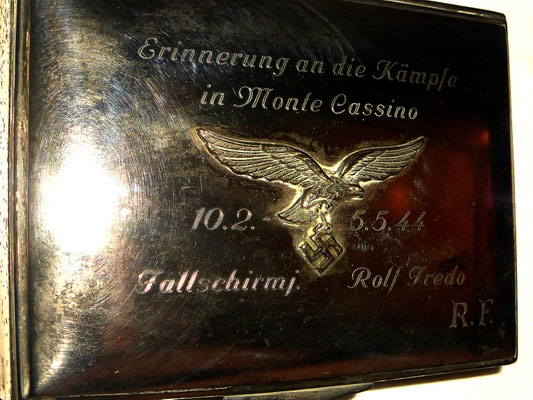 Erinnerung an die Kämpfe
in Monte Cassino
10.2. - 5.5.44
Fallschirmj. Rolf Fredo
R.F.